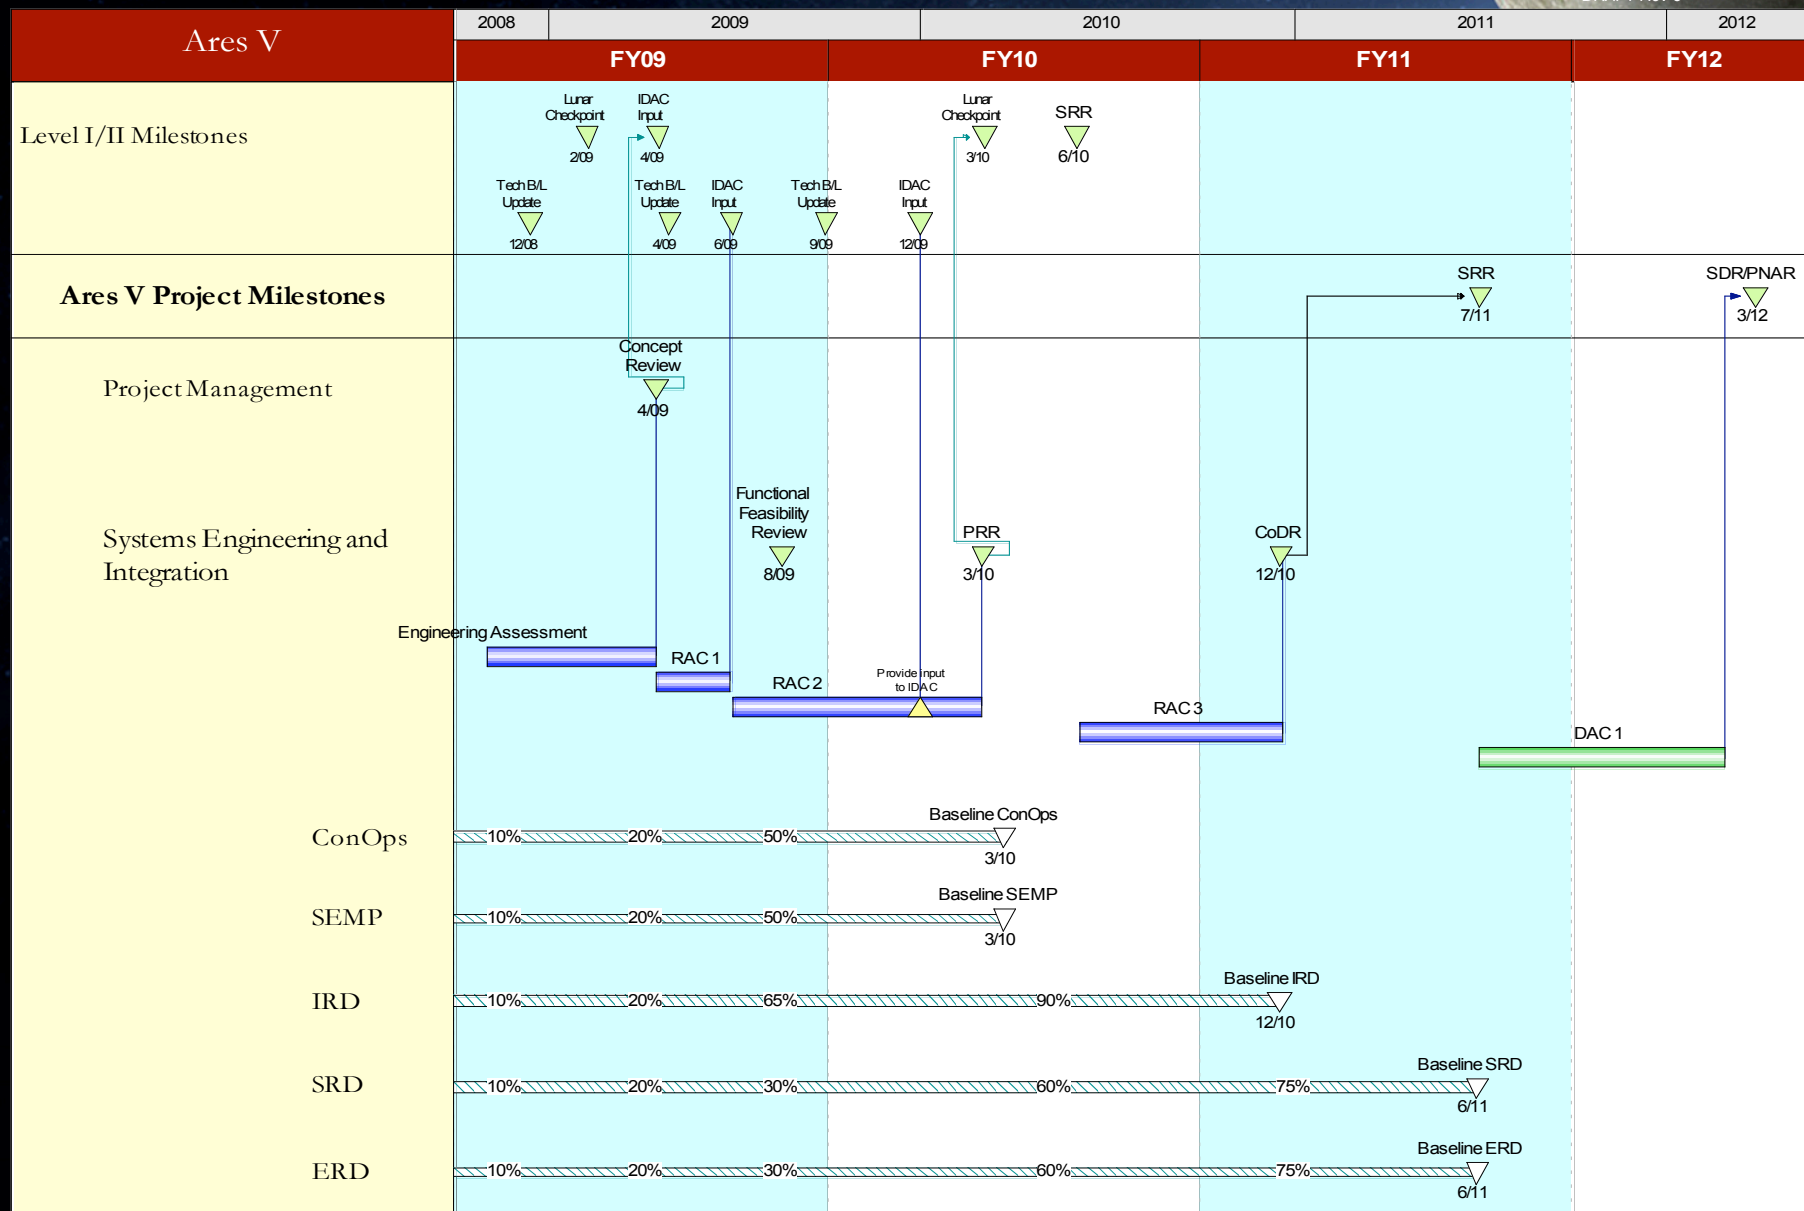 Ares V
2008 2009 2010 2011 2012
FY09 FY10 FY11 FY12
Level I/II Milestones
Lunar
Checkpoint
2/09
IDAC
Input
4/09
Lunar
Checkpoint
3/10
SRR
6/10
Tech B/L
Update
12/08
Tech B/L
Update
4/09
IDAC
Input
6/09
Tech B/L
Update
9/09
IDAC
Input
12/09
Ares V Project Milestones
SRR
7/11
SDR/PNAR
3/12
Project Management
Concept
Review
4/09
Systems Engineering and
Integration
Functional
Feasibility
Review
8/09
PRR
3/10
CoDR
12/10
Engineering Assessment
RAC 1
RAC 2
Provide input
to IDAC
RAC 3
DAC 1
ConOps
10% 20% 50%
Baseline ConOps
3/10
SEMP
10% 20% 50%
Baseline SEMP
3/10
IRD
10% 20% 65% 90%
Baseline IRD
12/10
SRD
10% 20% 30% 60% 75%
Baseline SRD
6/11
ERD
10% 20% 30% 60% 75%
Baseline ERD
6/11